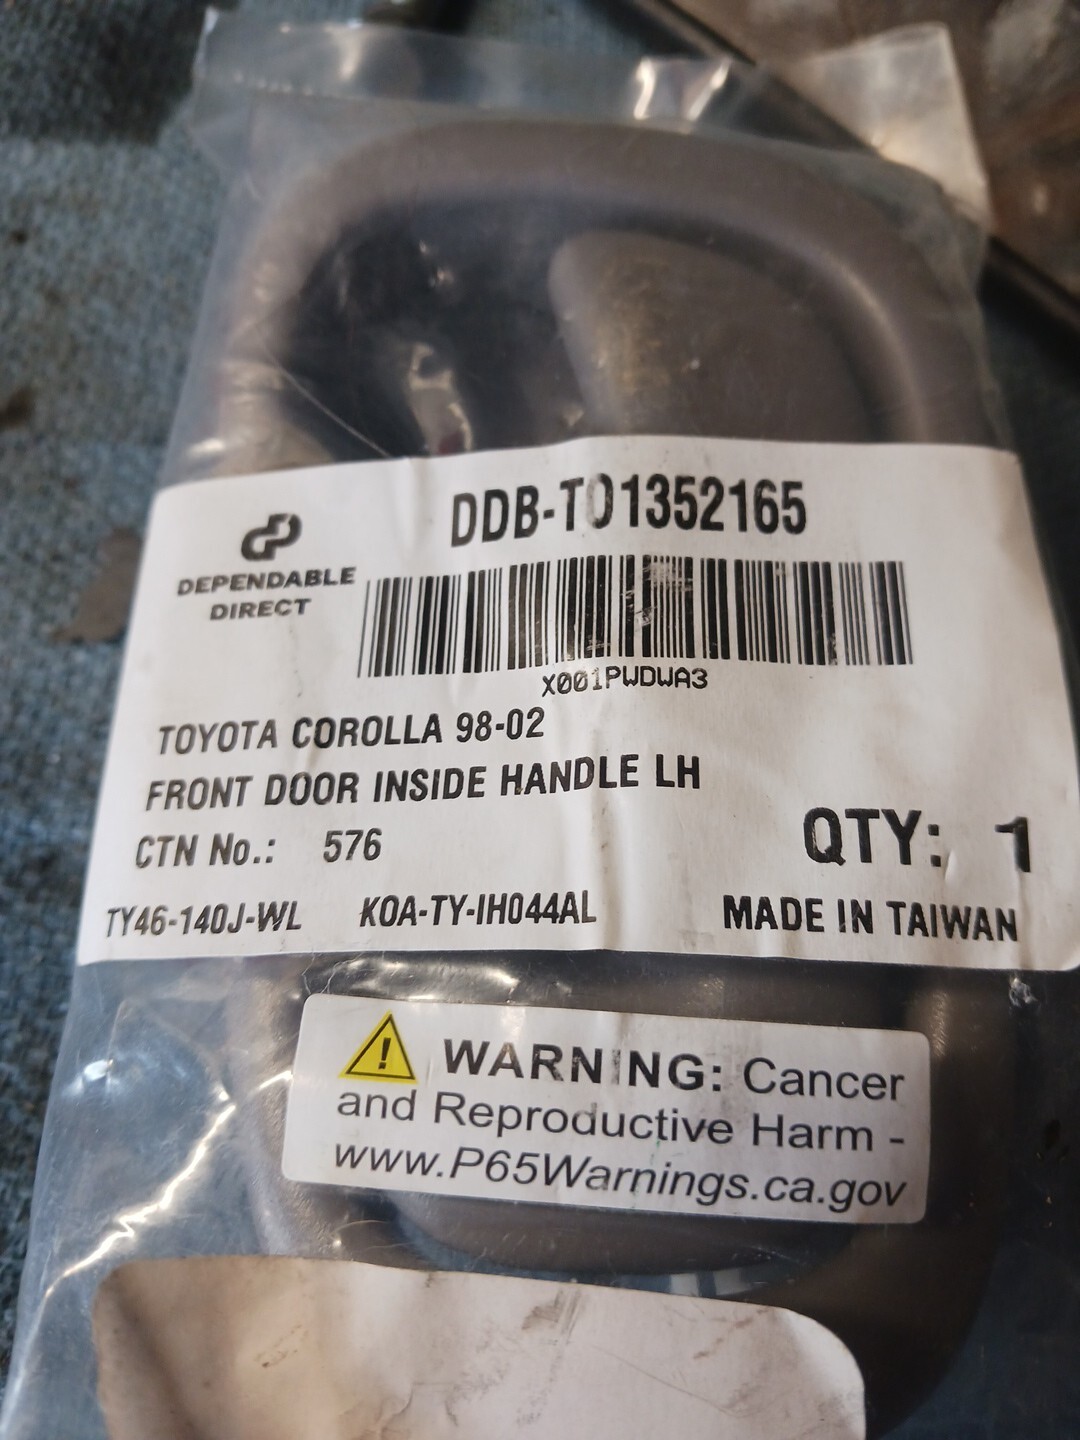 DDB-TO1352165
DEPENDABLE
DIRECT
X001PWDWA3
TOYOTA COROLLA 98-02
FRONT DOOR INSIDE HANDLE LH
CTN No.: 576
QTY: 1
TY46-140J-WL KOA-TY-IH044AL MADE IN TAIWAN
WARNING: Cancer
and Reproductive Harm -
www.P65Warnings.ca.gov